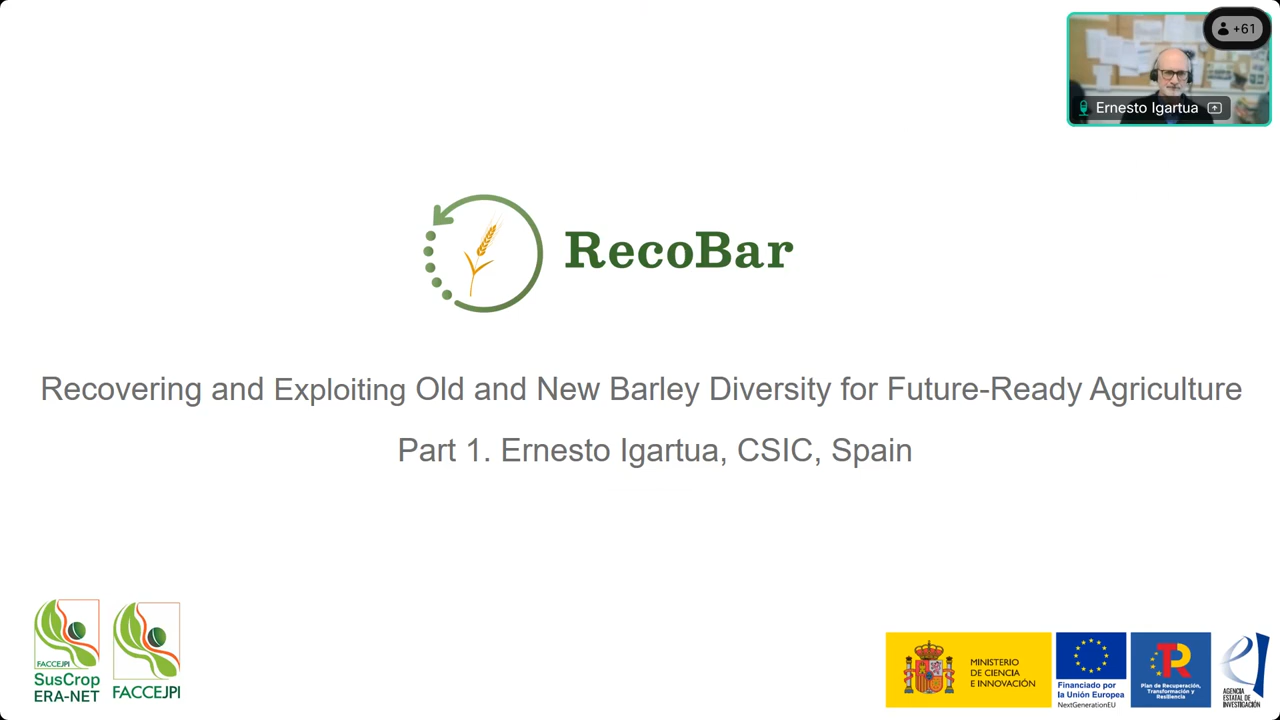 +61
Ernesto Igartua
RecoBar
Recovering and Exploiting Old and New Barley Diversity for Future-Ready Agriculture
Part 1. Ernesto Igartua, CSIC, Spain
FACCEJPI
SusCrop
ERA-NET
FACCEJPI
MINISTERIO
DE CIENCIA
E INNOVACIÓN
Financiado por
la Unión Europea
NextGenerationEU
Plan de Recuperación,
Transformación y
Resiliencia
AGENCIA
ESTATAL DE
INVESTIGACIÓN